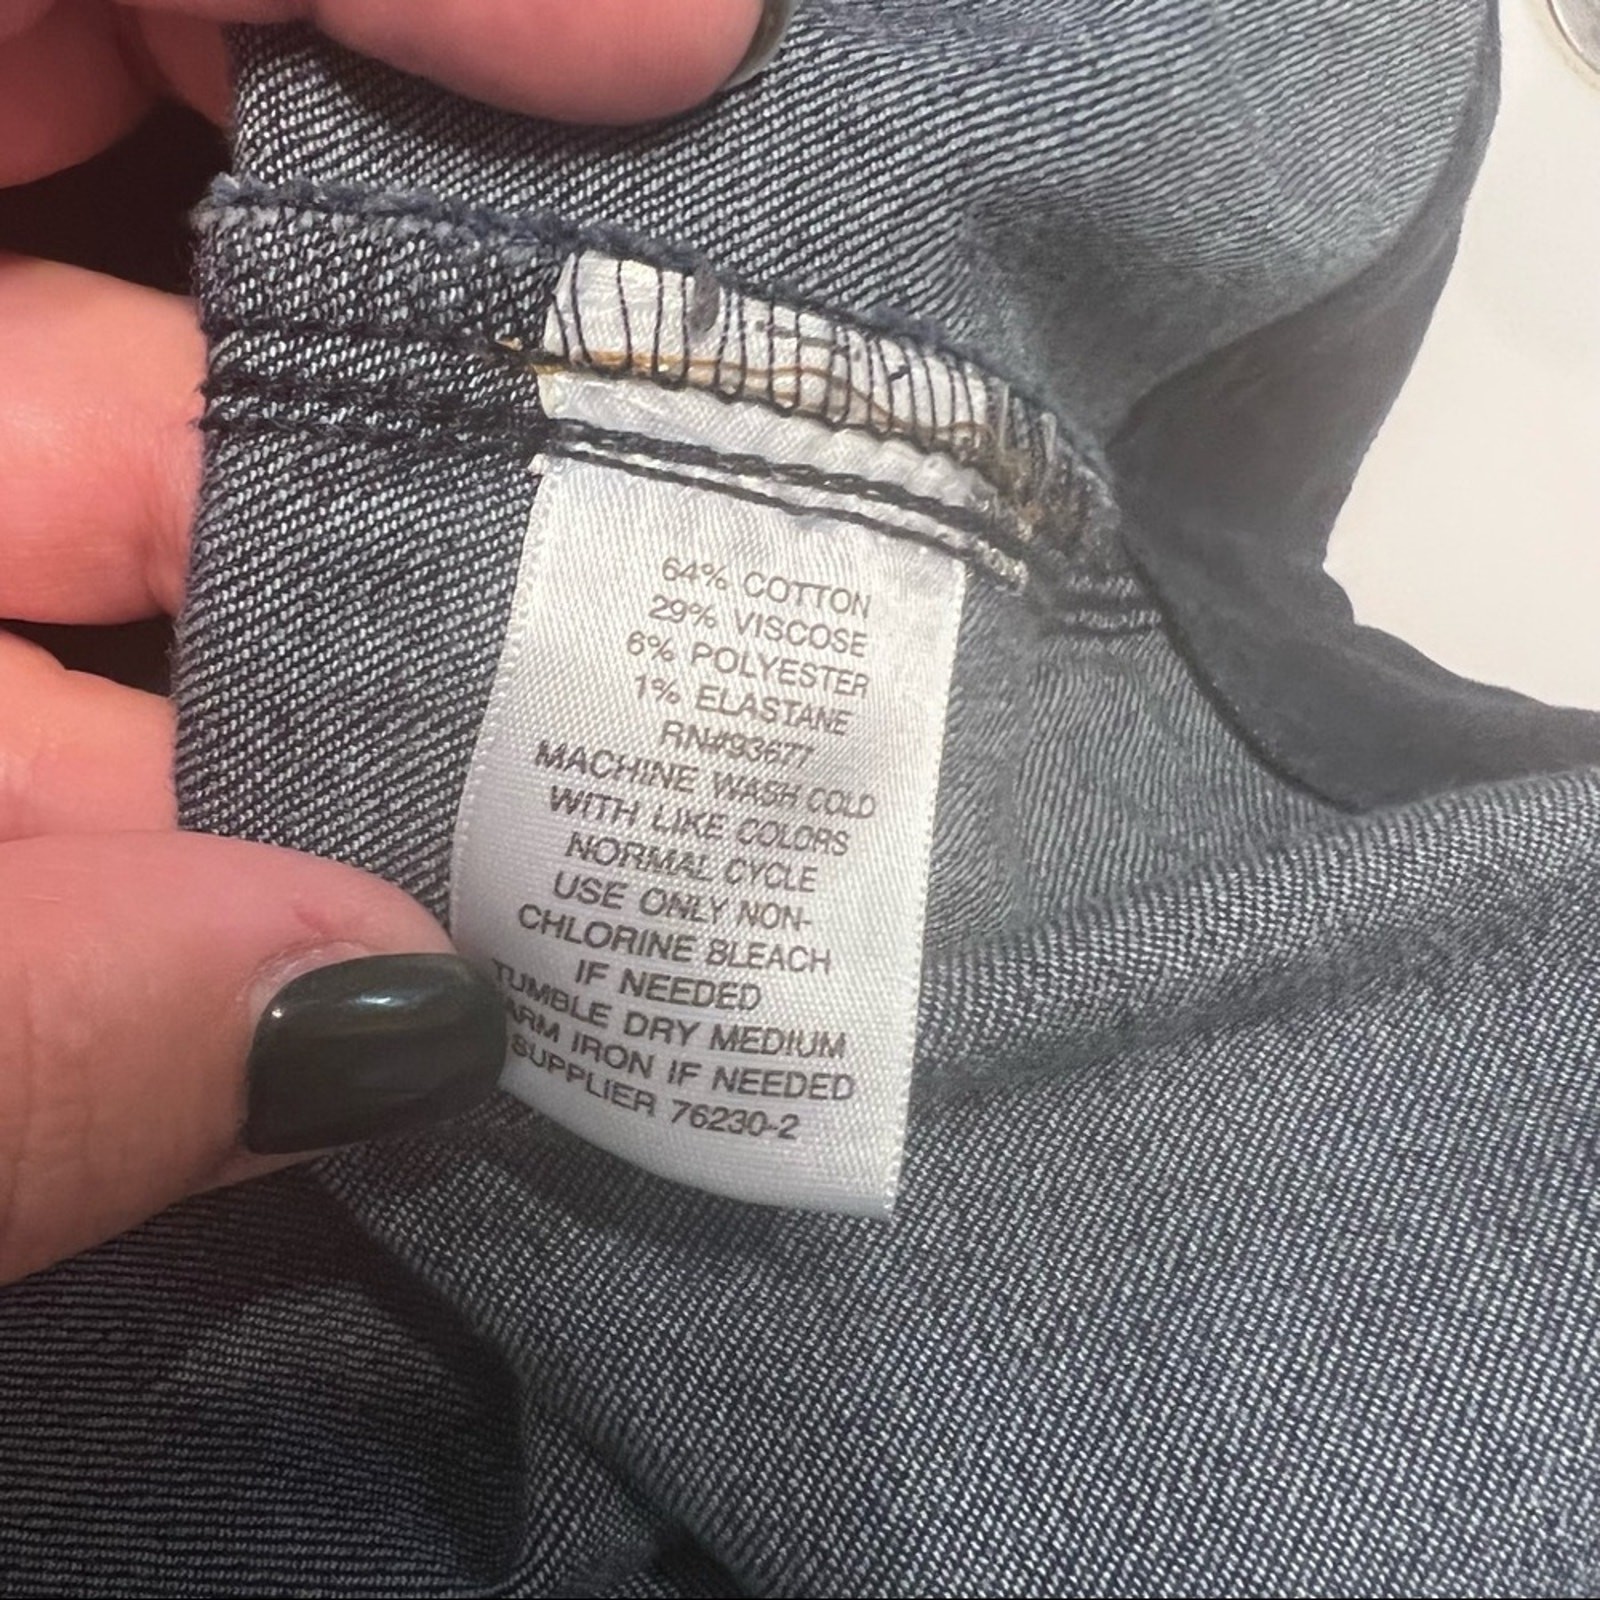 64% COTTON
29% VISCOSE
6% POLYESTER
1% ELASTANE
RN#93677
MACHINE WASH COLD
WITH LIKE COLORS
NORMAL CYCLE
USE ONLY NON-
CHLORINE BLEACH
IF NEEDED
TUMBLE DRY MEDIUM
ARM IRON IF NEEDED
SUPPLIER 76230-2